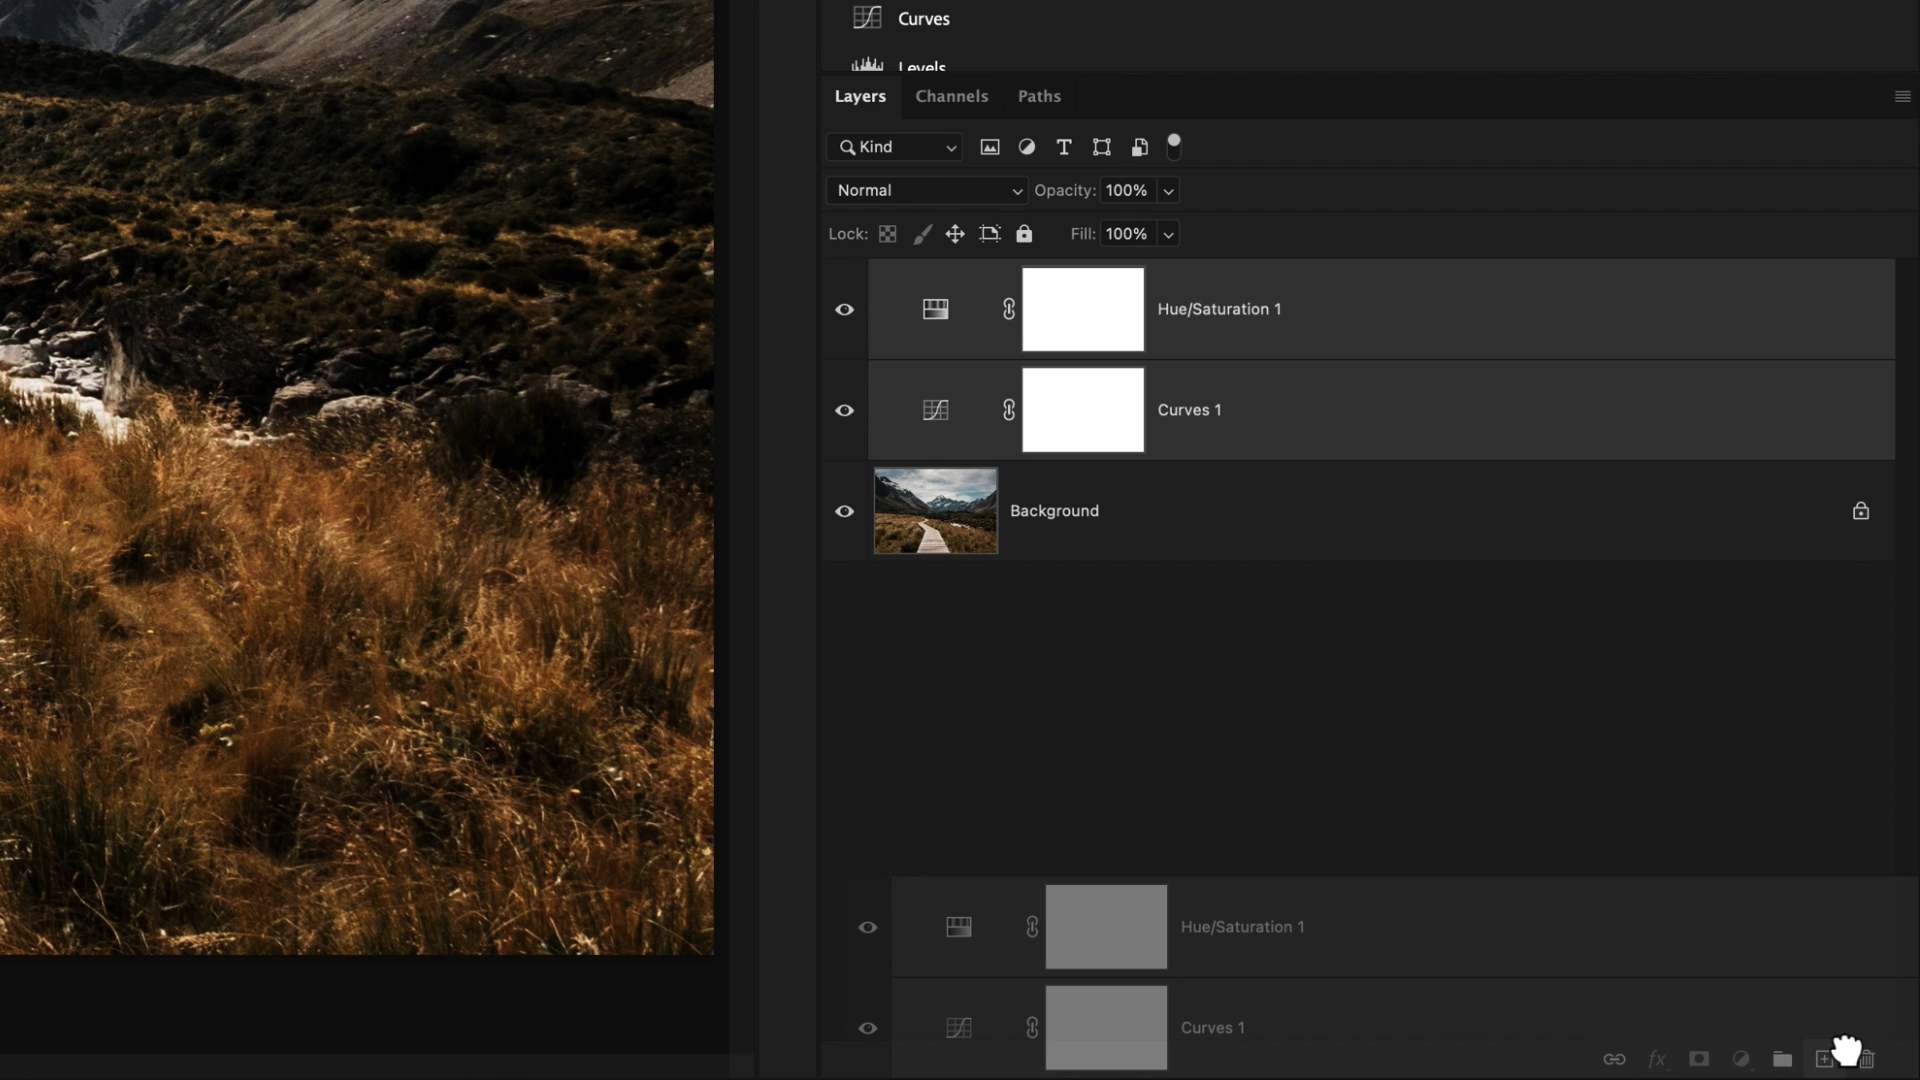 Curves
Levels
Layers Channels Paths
Kind
Normal Opacity: 100%
Lock: Fill: 100%
Hue/Saturation 1
Curves 1
Background
Hue/Saturation 1
Curves 1
fx